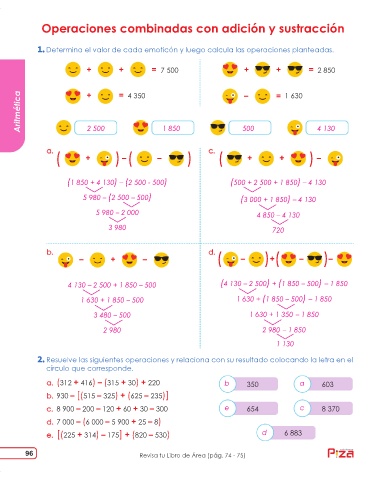 Operaciones combinadas con adición y sustracción
1. Determina el valor de cada emoticón y luego calcula las operaciones planteadas.
+ + = 7 500
+ + = 2 850
+ = 4 350
– = 1 630
Aritmética
2 500
1 850
500
4 130
a. ( + ) – ( – )
(1 850 + 4 130) – (2 500 - 500)
5 980 – (2 500 – 500)
5 980 – 2 000
3 980
c. ( + + ) –
(500 + 2 500 + 1 850) – 4 130
(3 000 + 1 850) – 4 130
4 850 – 4 130
720
b. – + –
4 130 – 2 500 + 1 850 – 500
1 630 + 1 850 – 500
3 480 – 500
2 980
d. ( – ) + ( – ) –
(4 130 – 2 500) + (1 850 – 500) – 1 850
1 630 + (1 850 – 500) – 1 850
1 630 + 1 350 – 1 850
2 980 – 1 850
1 130
2. Resuelve las siguientes operaciones y relaciona con su resultado colocando la letra en el
círculo que corresponde.
a. (312 + 416) – (315 + 30) + 220
b. 930 – [(515 – 325) + (625 – 235)]
c. 8 900 – 200 – 120 + 60 + 30 – 300
d. 7 000 – (6 000 – 5 900 + 25 – 8)
e. [(225 + 314) – 175] + (820 – 530)
b 350
a 603
e 654
c 8 370
d 6 883
96
Revisa tu Libro de Área (pág. 74 - 75)